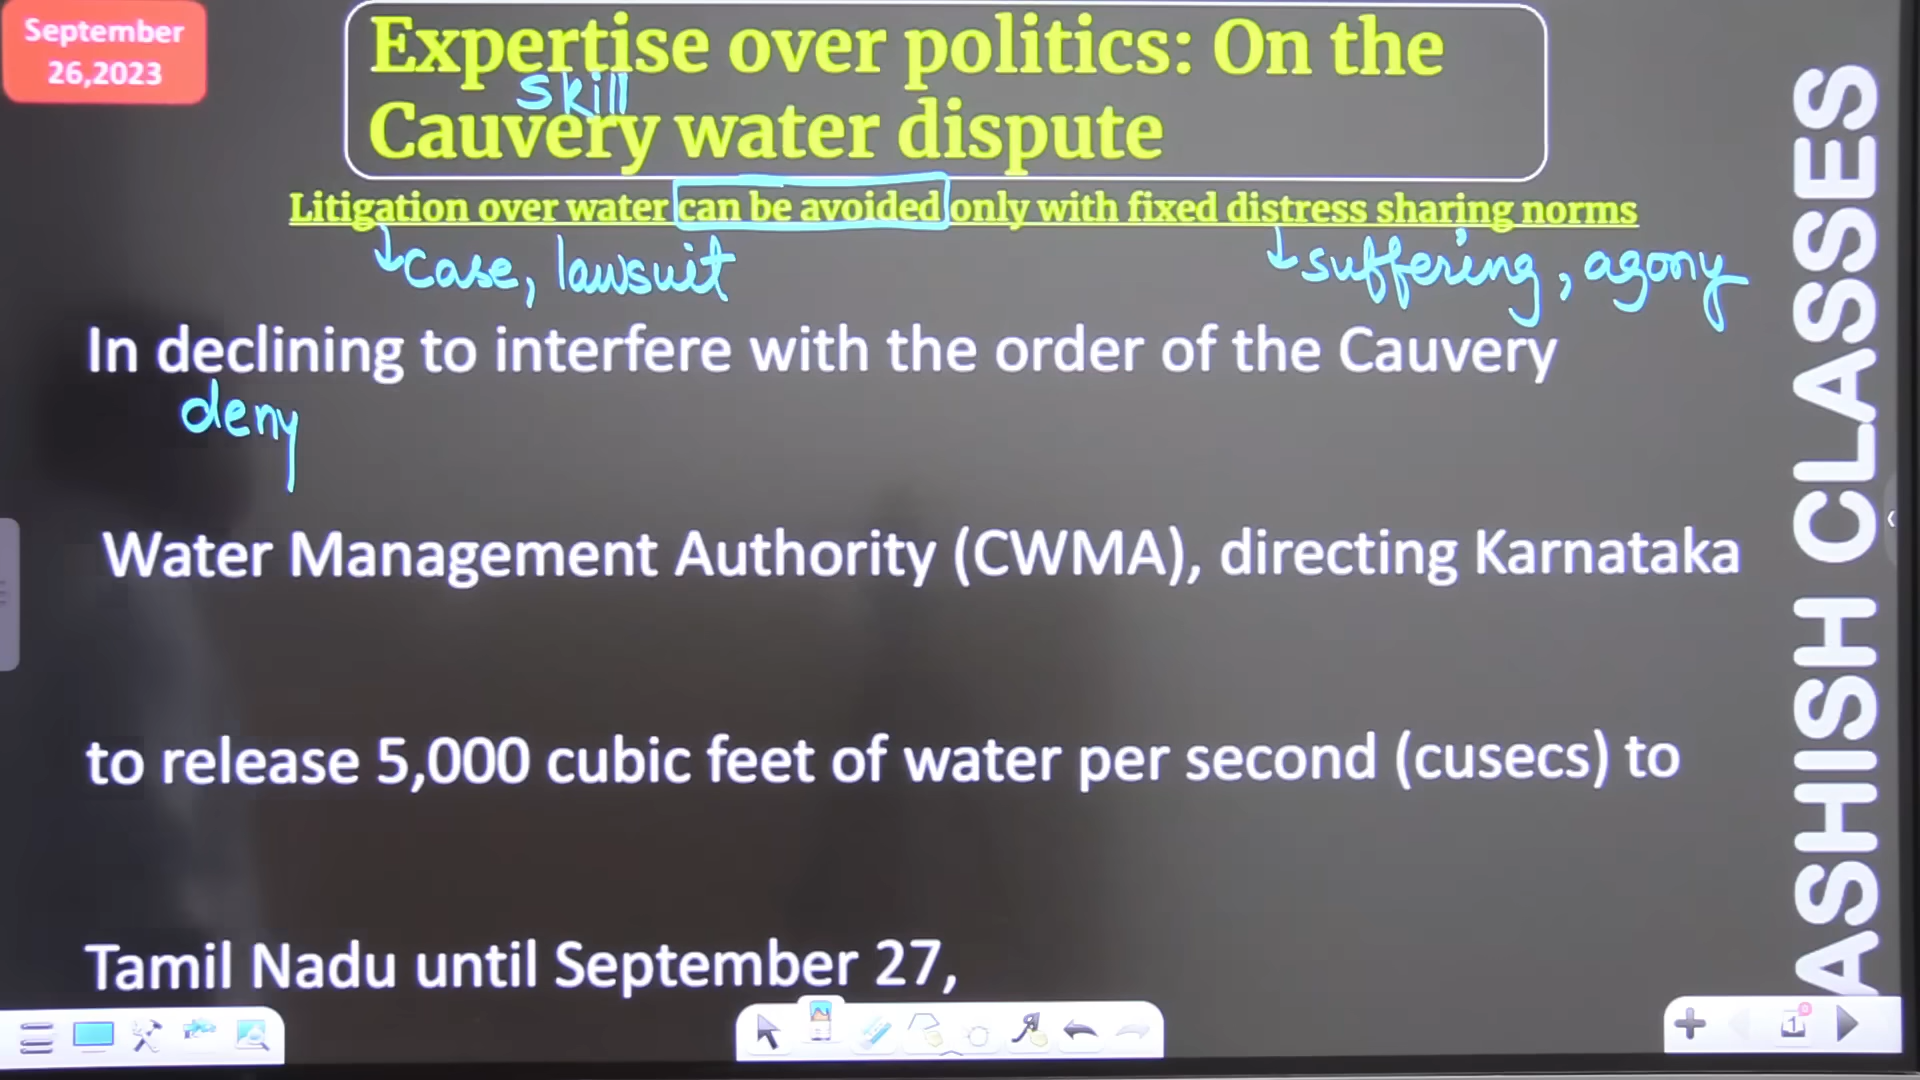 September
26,2023
Expertise over politics: On the
skill
Cauvery water dispute
Litigation over water can be avoided only with fixed distress sharing norms
case, lawsuit
suffering, agony
In declining to interfere with the order of the Cauvery
deny
Water Management Authority (CWMA), directing Karnataka
to release 5,000 cubic feet of water per second (cusecs) to
Tamil Nadu until September 27,
ASHISH CLASSES
1